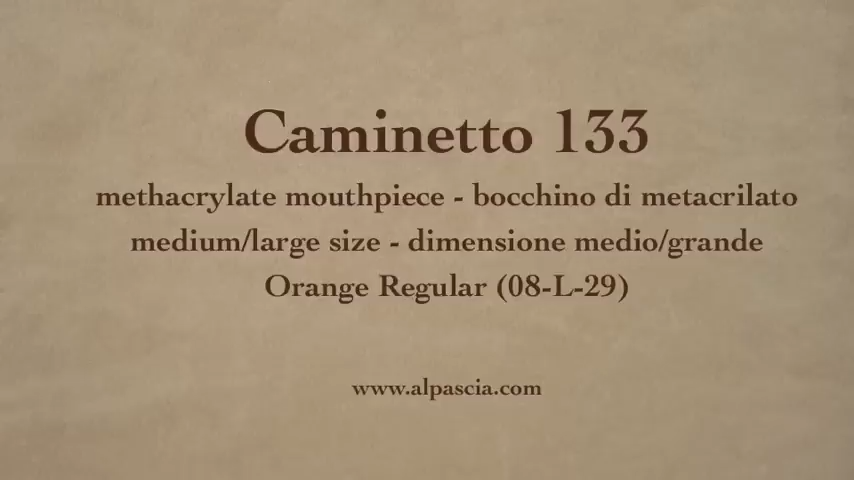 Caminetto 133
methacrylate mouthpiece - bocchino di metacrilato
medium/large size - dimensione medio/grande
Orange Regular (08-L-29)
www.alpascia.com